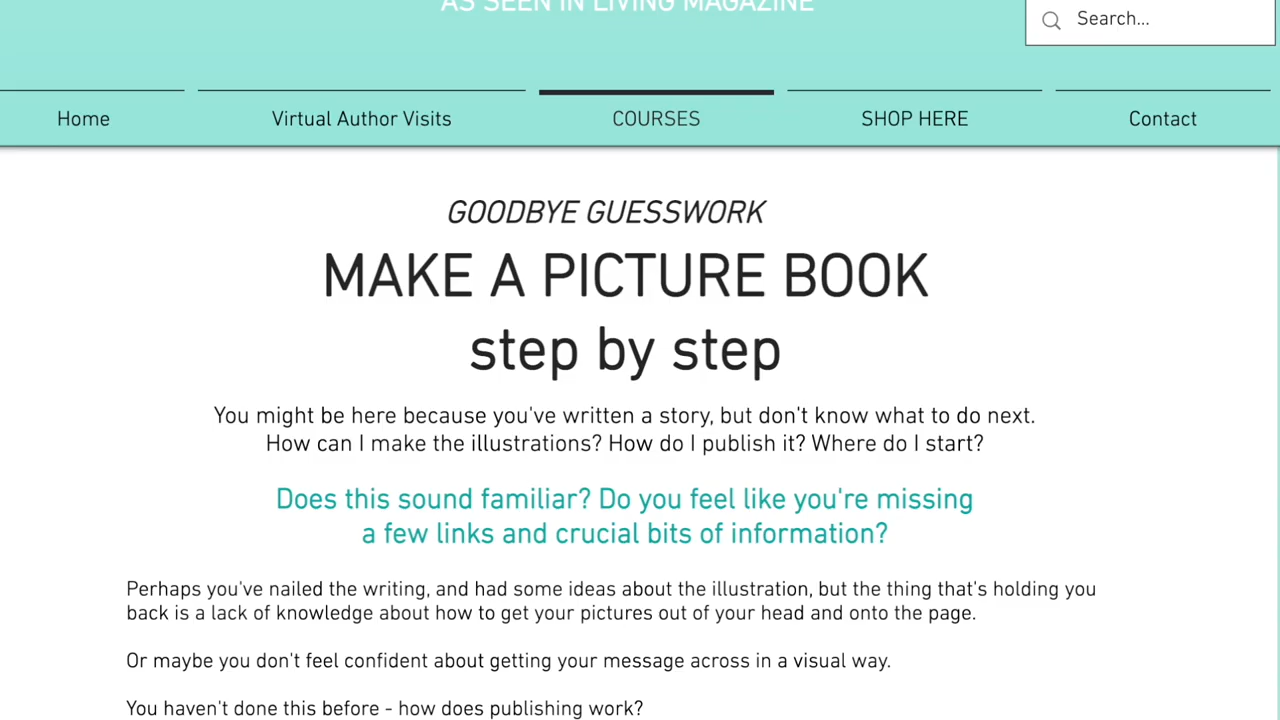 AS SEEN IN LIVING MAGAZINE
Search...
Home
Virtual Author Visits
COURSES
SHOP HERE
Contact
GOODBYE GUESSWORK
MAKE A PICTURE BOOK
step by step
You might be here because you've written a story, but don't know what to do next.
How can I make the illustrations? How do I publish it? Where do I start?
Does this sound familiar? Do you feel like you're missing
a few links and crucial bits of information?
Perhaps you've nailed the writing, and had some ideas about the illustration, but the thing that's holding you
back is a lack of knowledge about how to get your pictures out of your head and onto the page.
Or maybe you don't feel confident about getting your message across in a visual way.
You haven't done this before - how does publishing work?